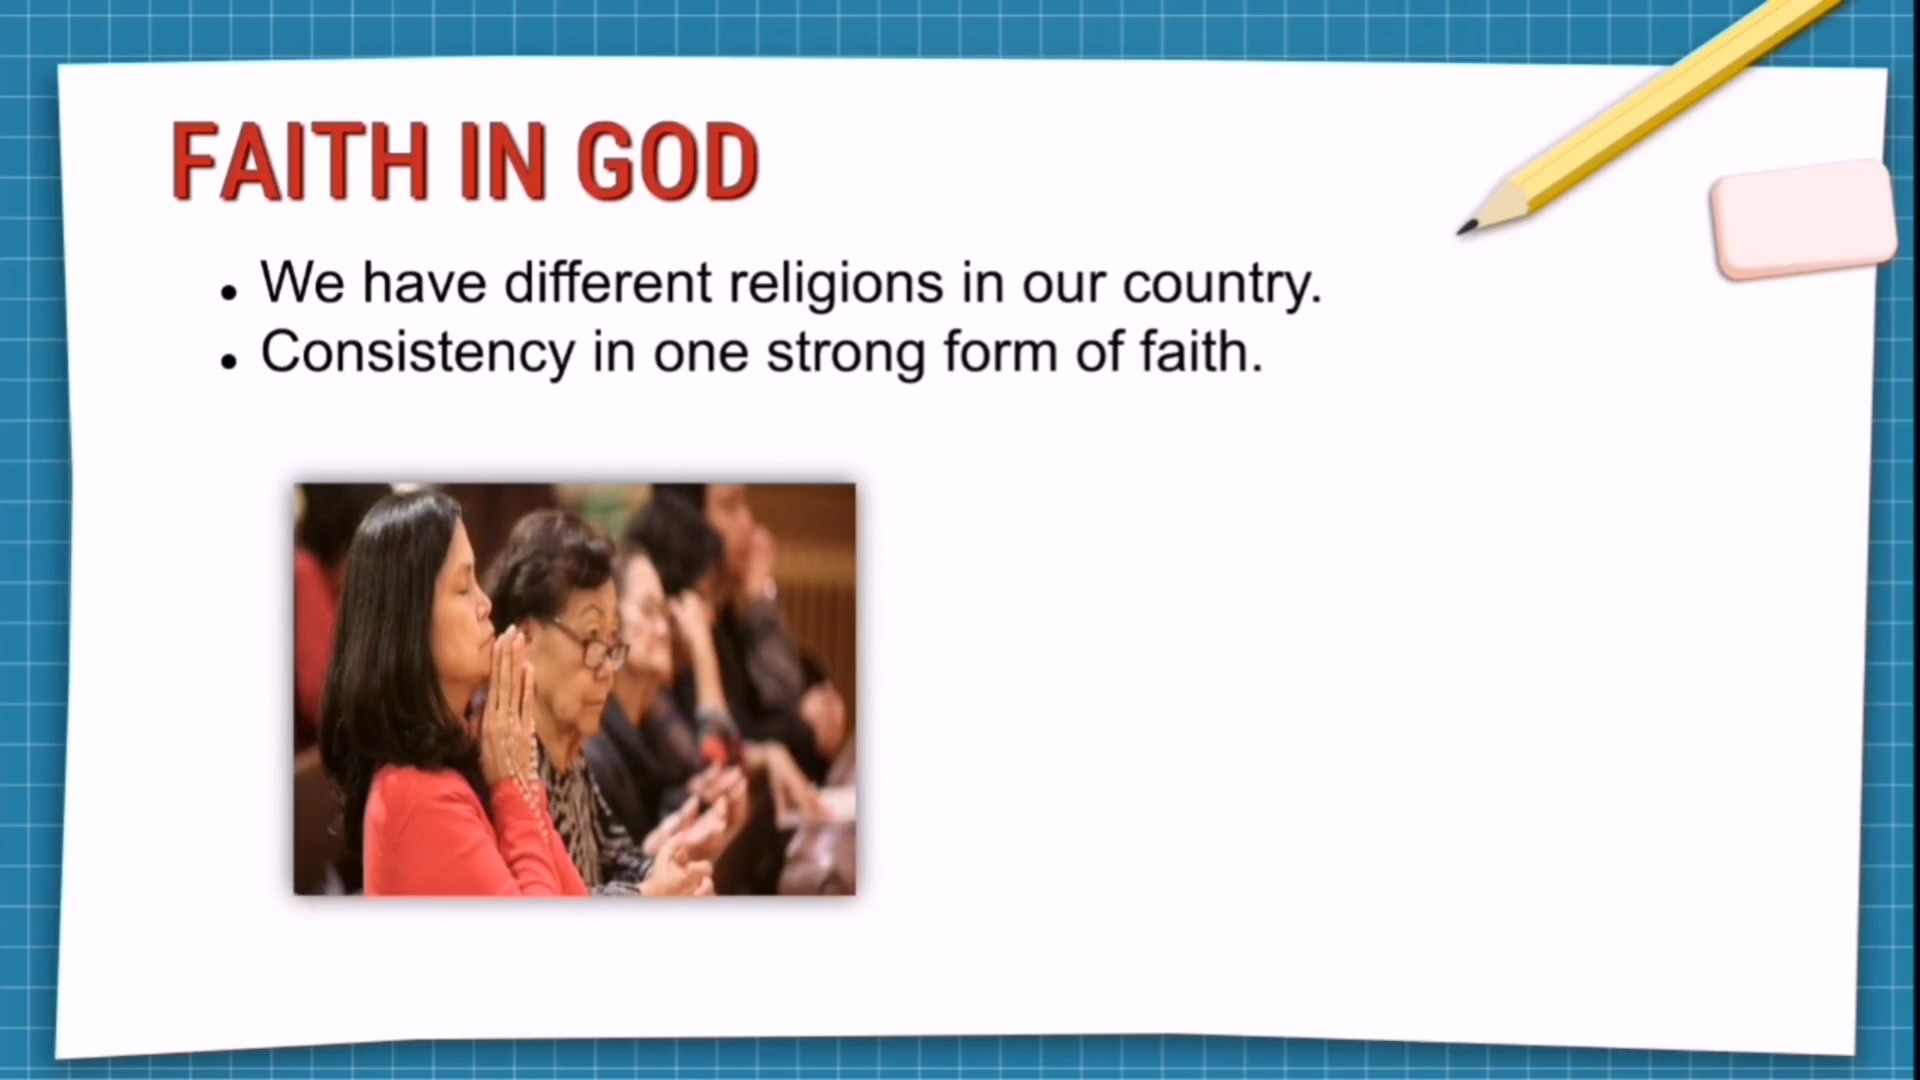 FAITH IN GOD
• We have different religions in our country.
• Consistency in one strong form of faith.